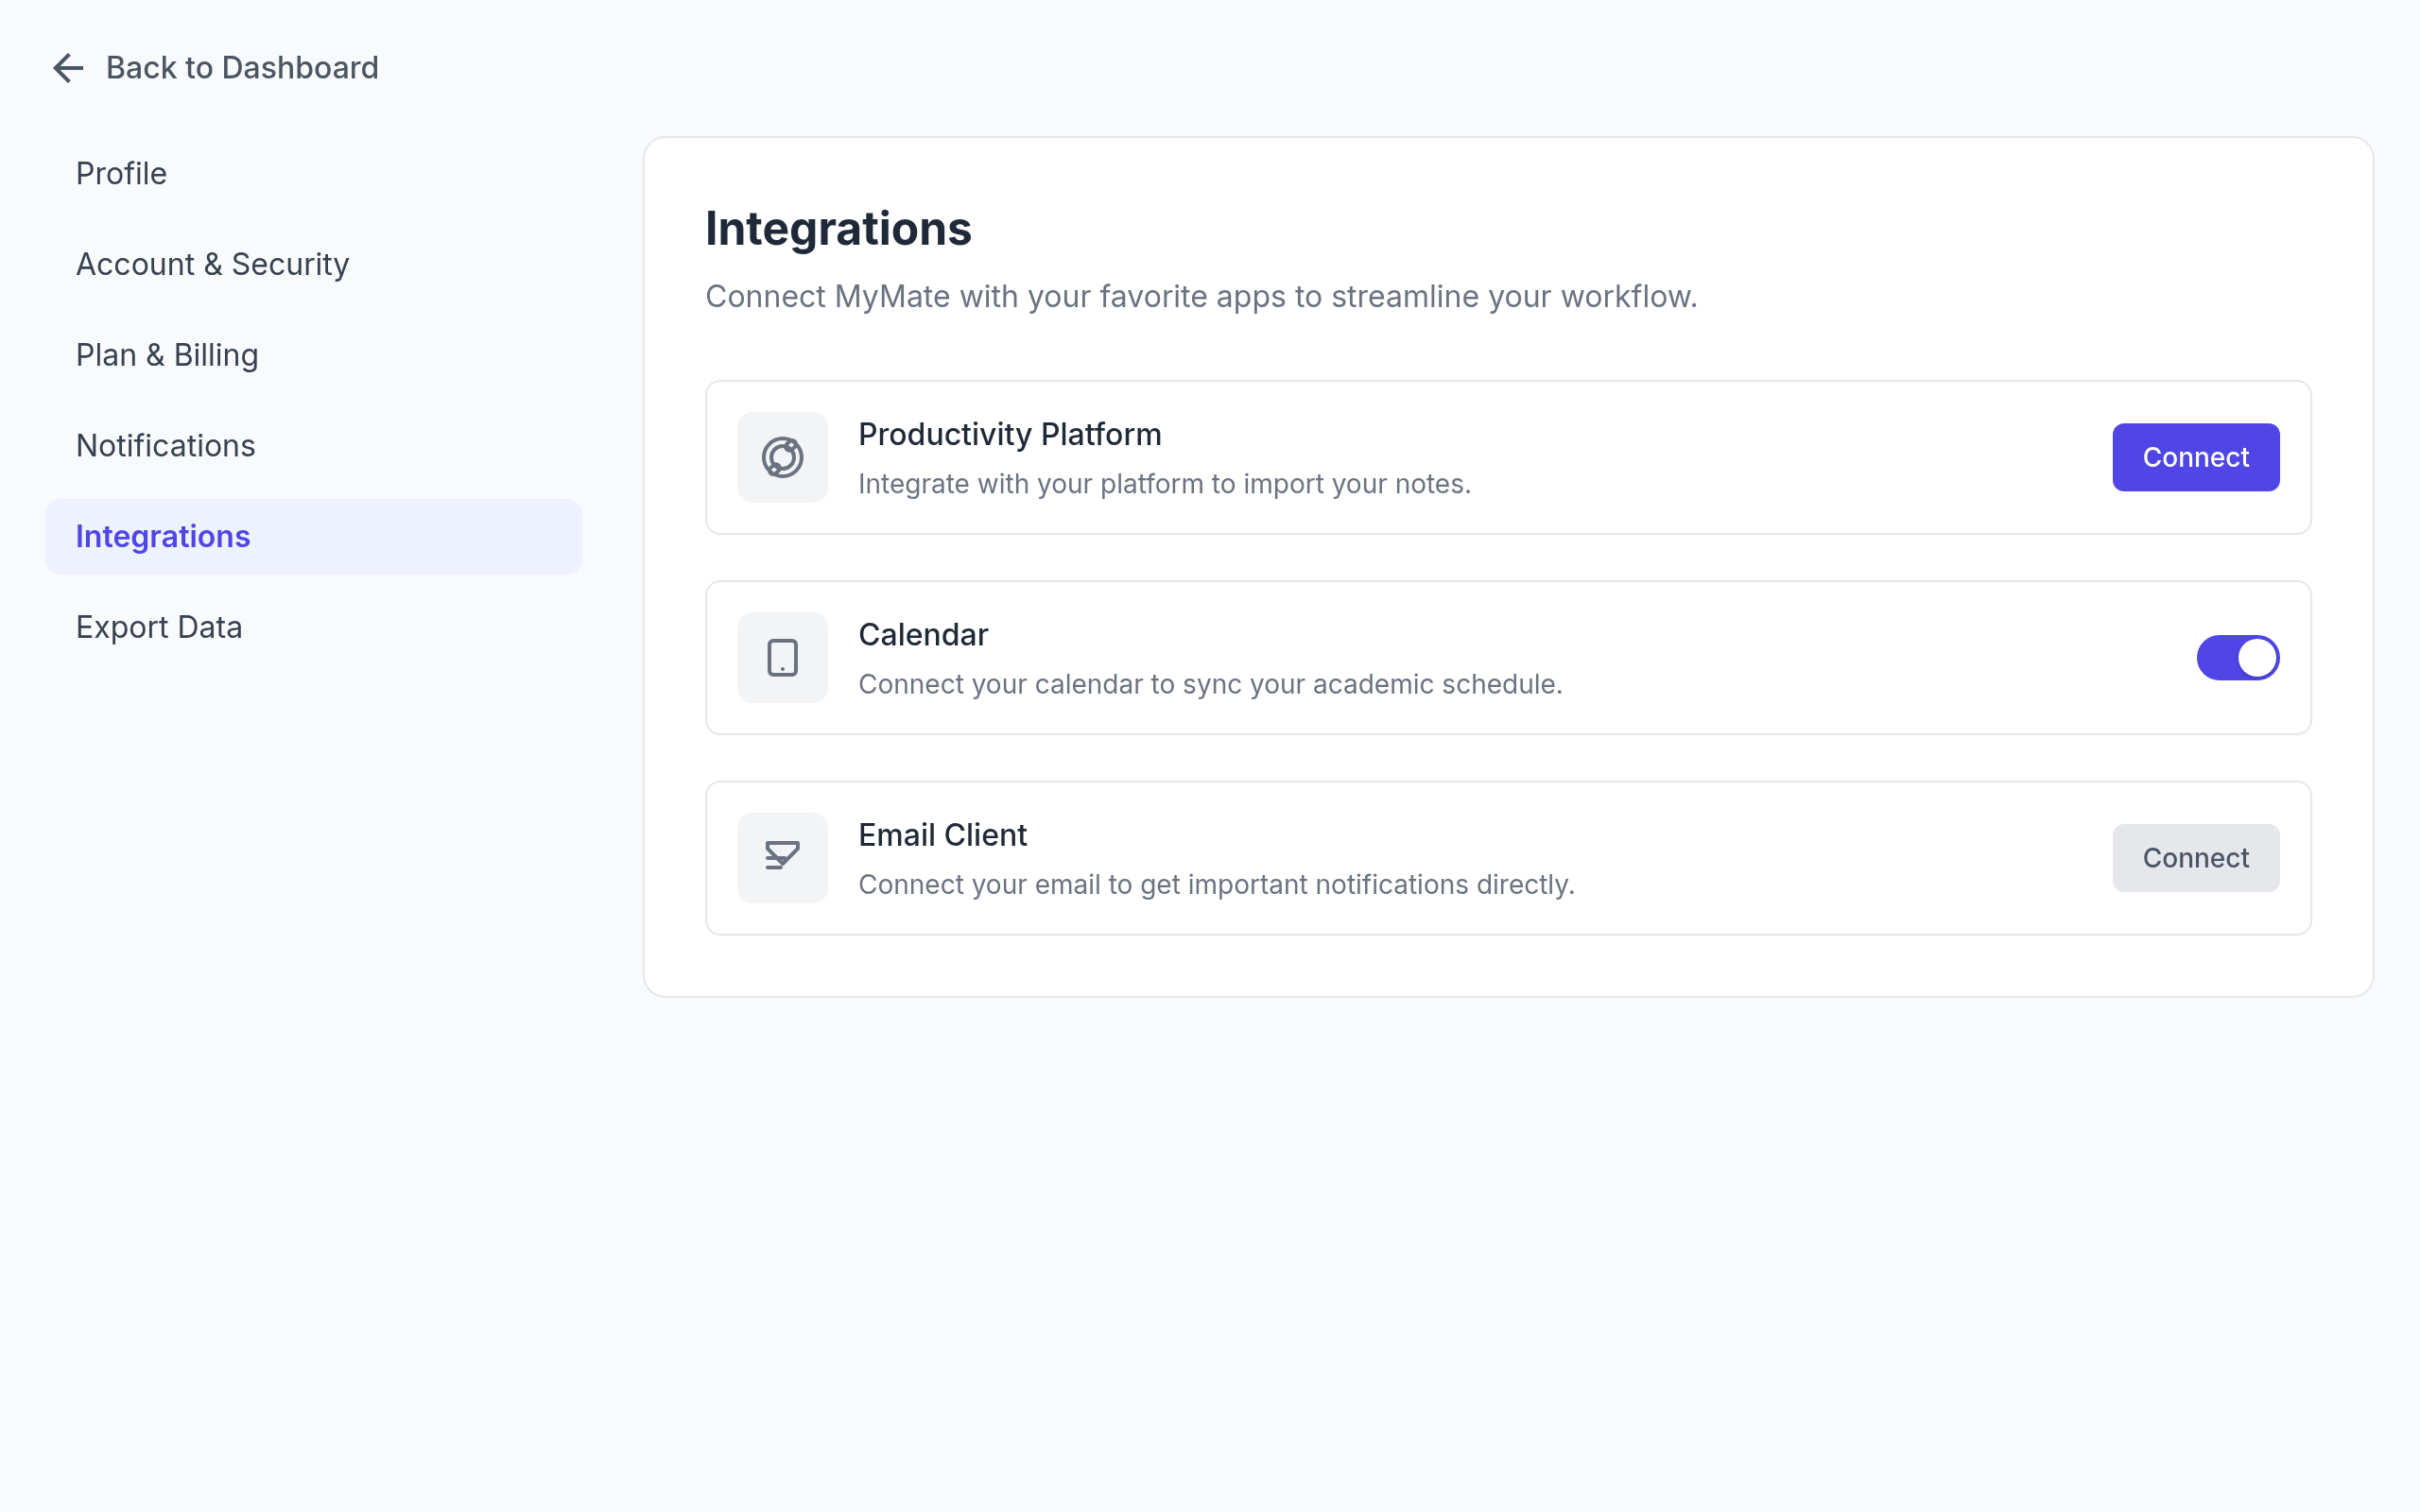 Back to Dashboard
Profile
Account & Security
Plan & Billing
Notifications
Integrations
Export Data
Integrations
Connect MyMate with your favorite apps to streamline your workflow.
Productivity Platform
Integrate with your platform to import your notes.
Connect
Calendar
Connect your calendar to sync your academic schedule.
Email Client
Connect your email to get important notifications directly.
Connect